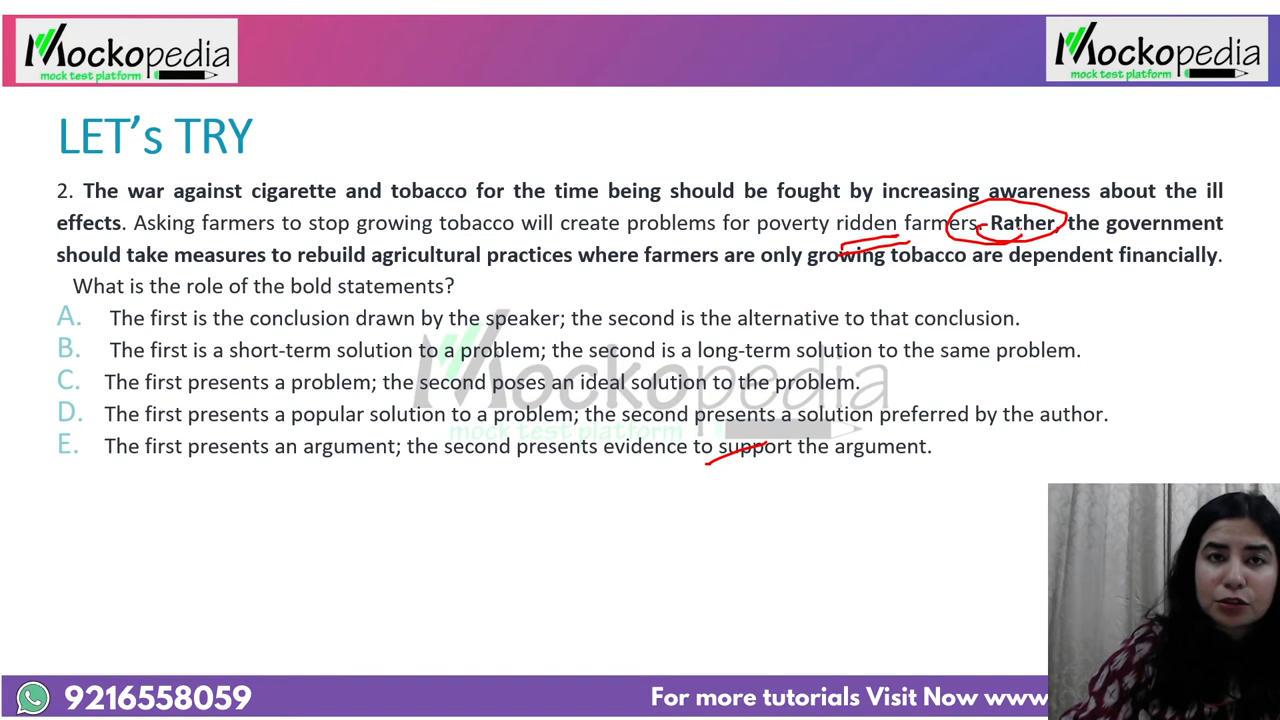 Mockopedia
mock test platform
Mockopedia
mock test platform
LET's TRY
2. The war against cigarette and tobacco for the time being should be fought by increasing awareness about the ill
effects. Asking farmers to stop growing tobacco will create problems for poverty ridden farmers. Rather, the government
should take measures to rebuild agricultural practices where farmers are only growing tobacco are dependent financially.
What is the role of the bold statements?
A. The first is the conclusion drawn by the speaker; the second is the alternative to that conclusion.
B. The first is a short-term solution to a problem; the second is a long-term solution to the same problem.
C. The first presents a problem; the second poses an ideal solution to the problem.
D. The first presents a popular solution to a problem; the second presents a solution preferred by the author.
E. The first presents an argument; the second presents evidence to support the argument.
Mockopedia
mock test platform
9216558059
For more tutorials Visit Now www.